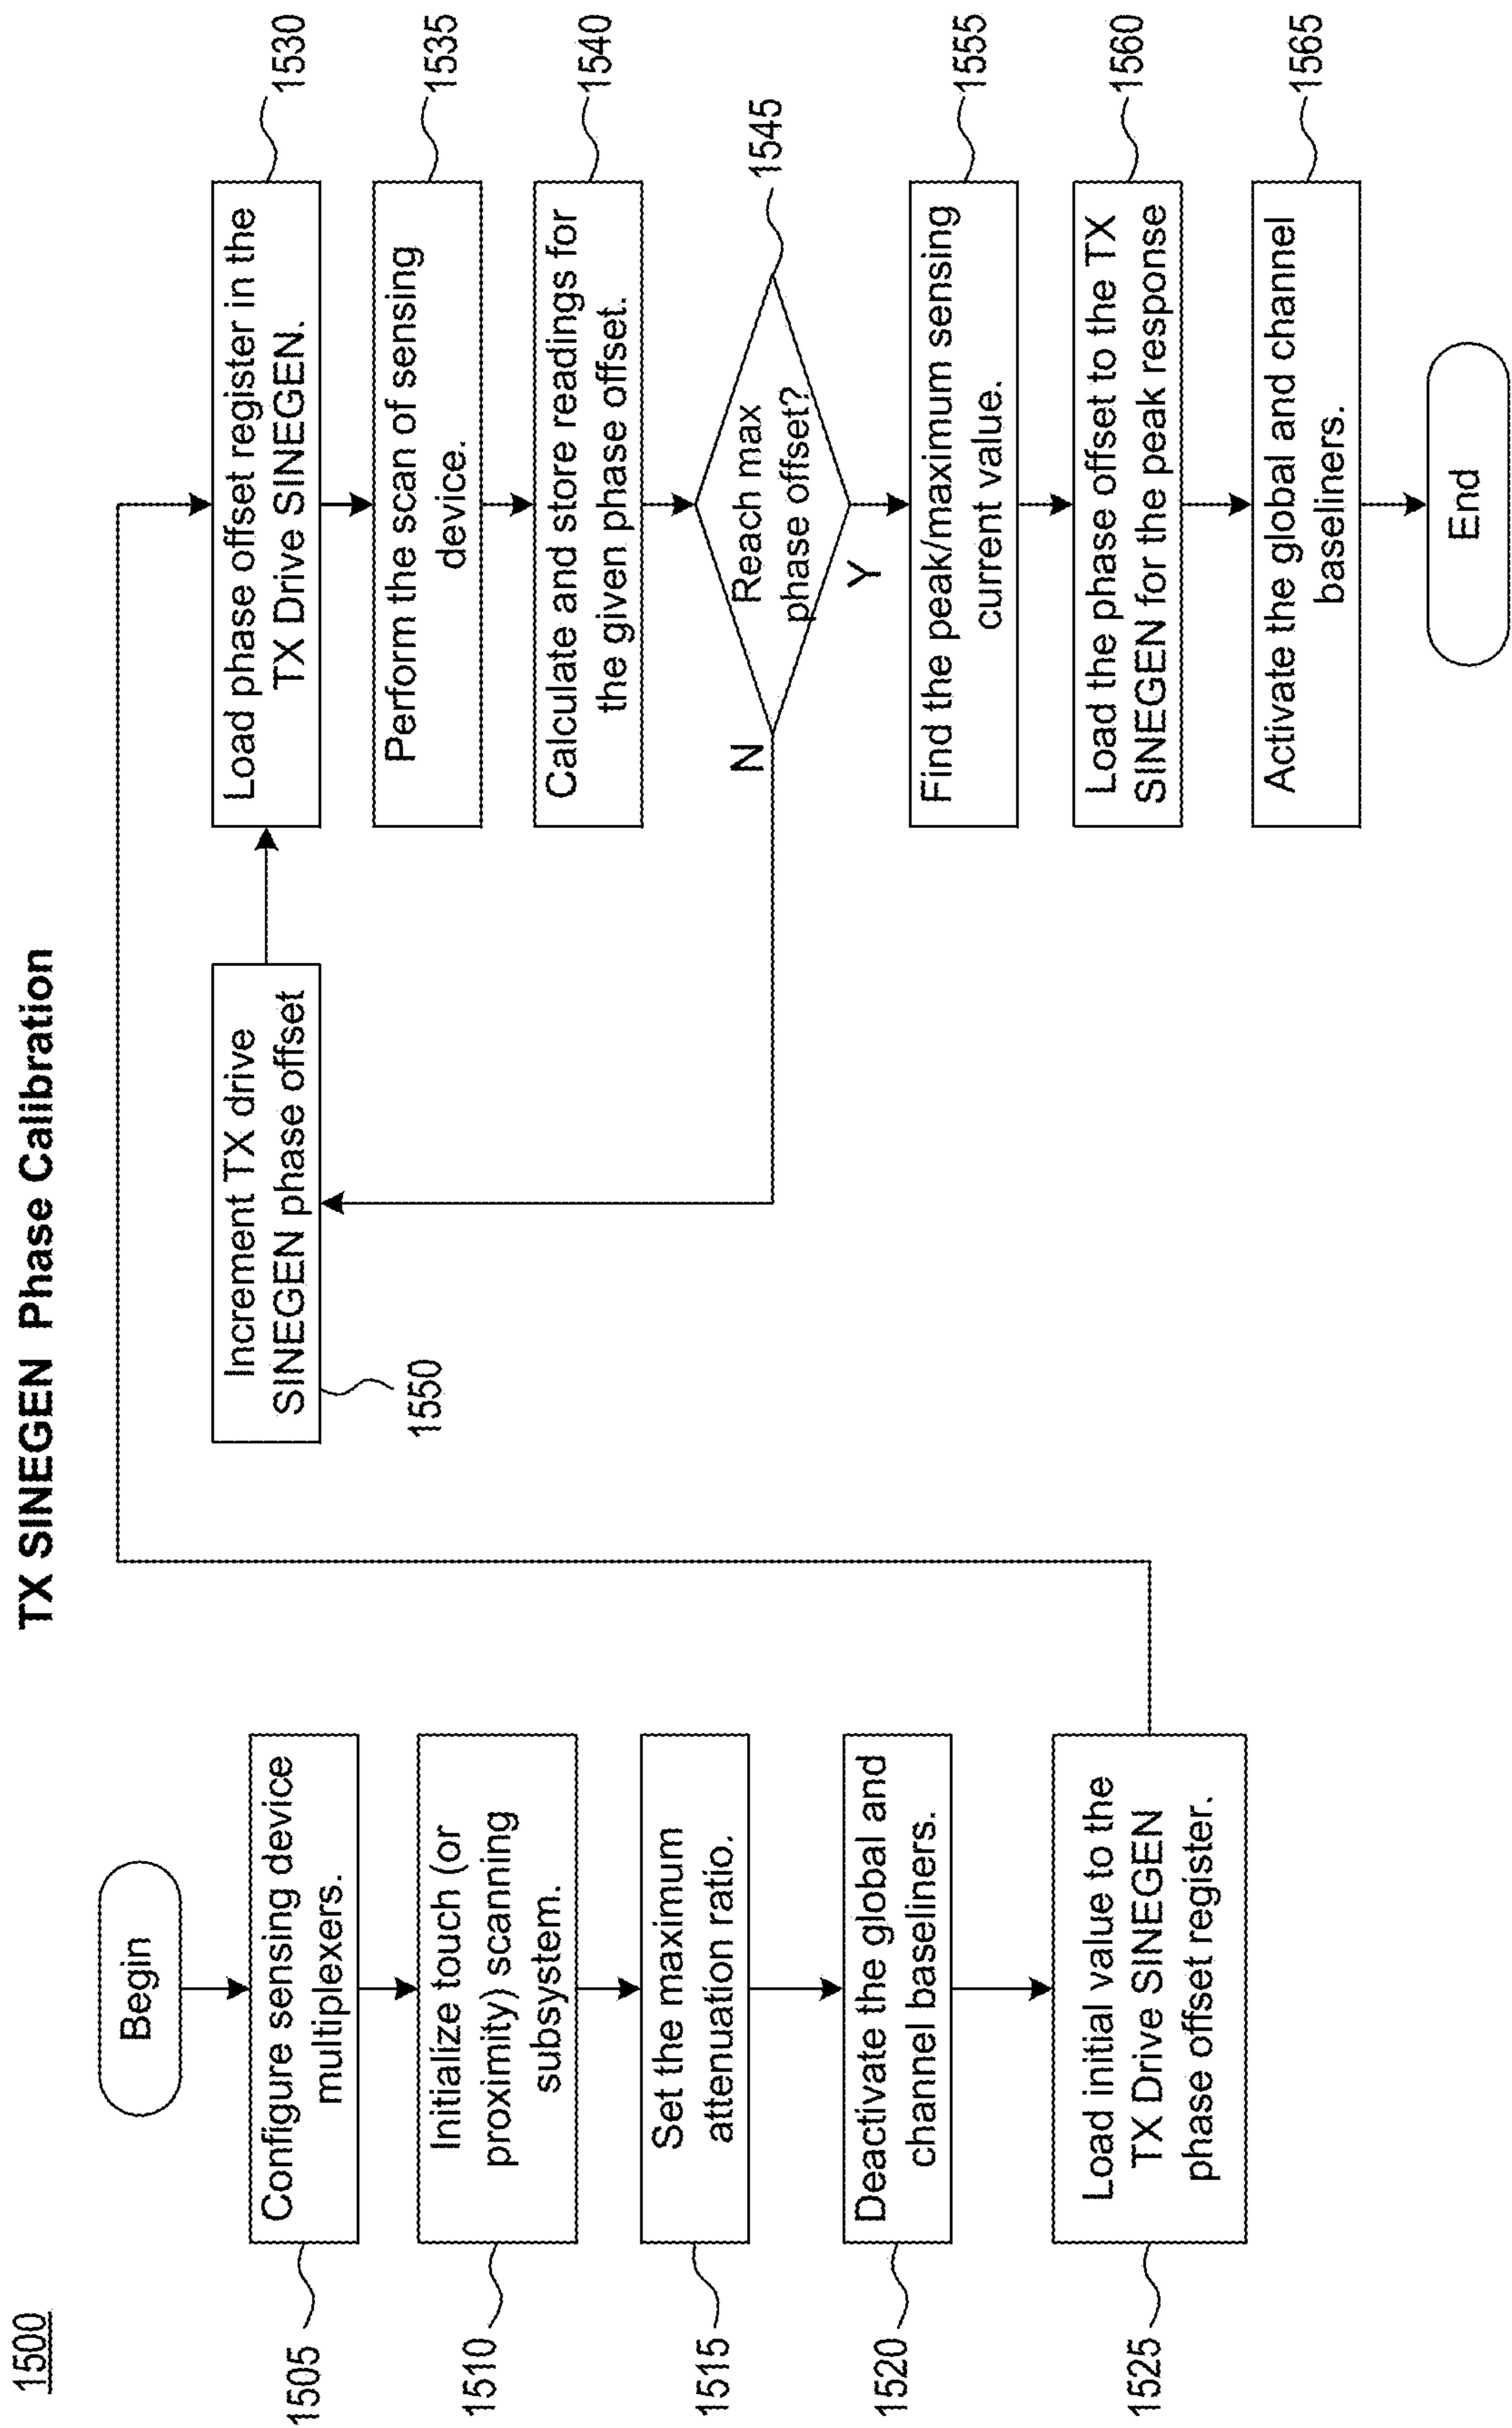 1500
TX SINEGEN Phase Calibration
Begin
Configure sensing device
multiplexers.
1505
Initialize touch (or
proximity) scanning
subsystem.
1510
Set the maximum
attenuation ratio.
1515
Deactivate the global and
channel baseliners.
1520
Load initial value to the
TX Drive SINEGEN
phase offset register.
1525
Increment TX drive
SINEGEN phase offset
1550
Load phase offset register in the
TX Drive SINEGEN.
1530
Perform the scan of sensing
device.
1535
Calculate and store readings for
the given phase offset.
1540
Reach max
phase offset?
1545
N
Y
Find the peak/maximum sensing
current value.
1555
Load the phase offset to the TX
SINEGEN for the peak response
1560
Activate the global and channel
baseliners.
1565
End